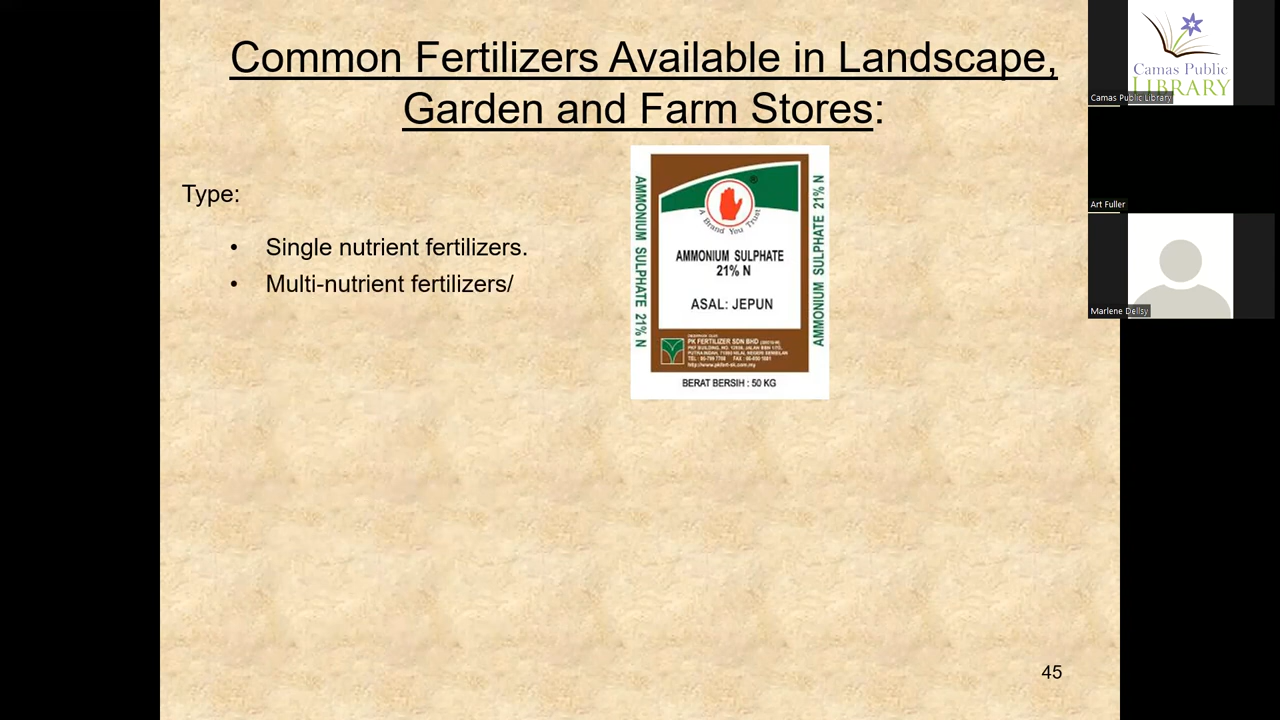 Common Fertilizers Available in Landscape,
Garden and Farm Stores:
Type:
• Single nutrient fertilizers.
• Multi-nutrient fertilizers/
AMMONIUM SULPHATE 21% N
®
A Brand You Trust
AMMONIUM SULPHATE
21% N
ASAL: JEPUN
PK FERTILIZER SDN BHD
BERAT BERSIH : 50 KG
AMMONIUM SULPHATE 21% N
45
Camas Public
LIBRARY
Camas Public Library
Art Fuller
Marlene Dellsy